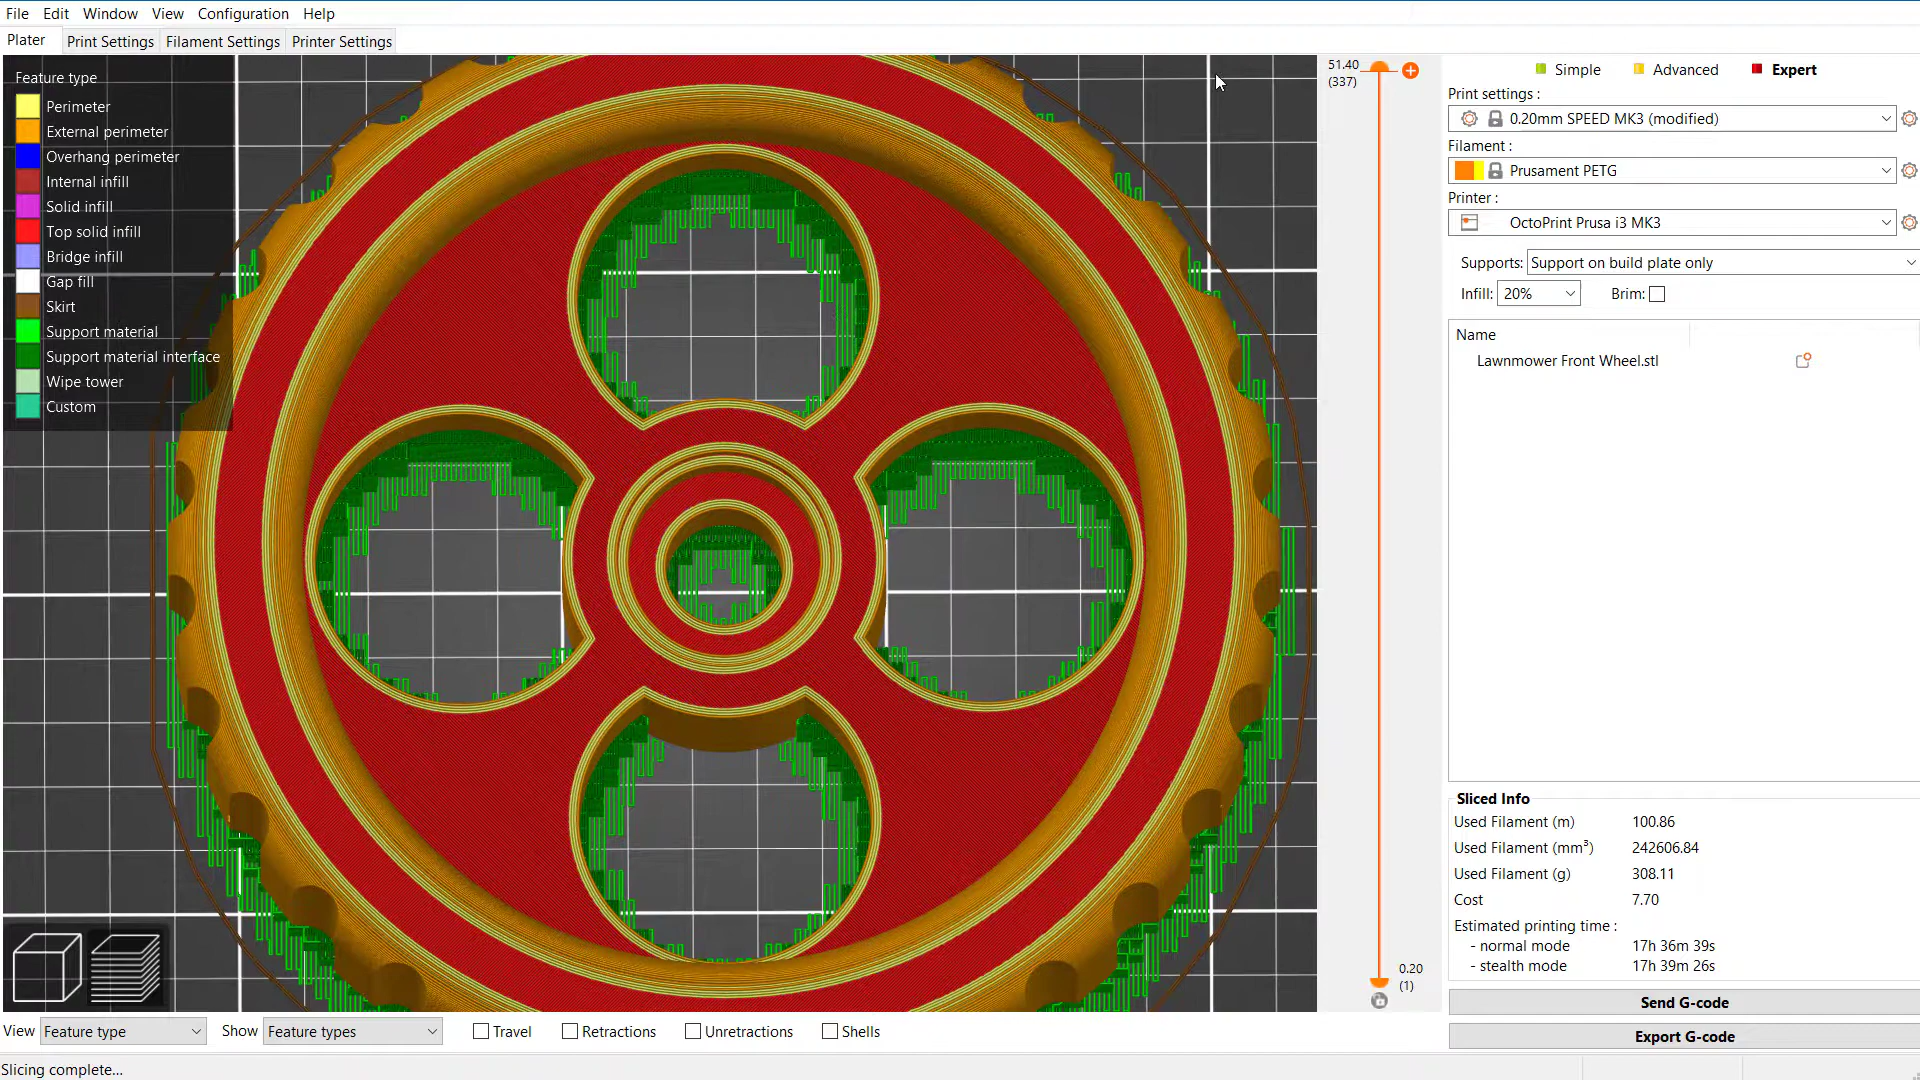 File Edit Window View Configuration Help
Plater Print Settings Filament Settings Printer Settings
Feature type
Perimeter
External perimeter
Overhang perimeter
Internal infill
Solid infill
Top solid infill
Bridge infill
Gap fill
Skirt
Support material
Support material interface
Wipe tower
Custom
51.40
(337)
0.20
(1)
Simple Advanced Expert
Print settings :
0.20mm SPEED MK3 (modified)
Filament :
Prusament PETG
Printer :
OctoPrint Prusa i3 MK3
Supports: Support on build plate only
Infill: 20% Brim:
Name
Lawnmower Front Wheel.stl
Sliced Info
Used Filament (m) 100.86
Used Filament (mm³) 242606.84
Used Filament (g) 308.11
Cost 7.70
Estimated printing time :
- normal mode 17h 36m 39s
- stealth mode 17h 39m 26s
Send G-code
Export G-code
View Feature type Show Feature types Travel Retractions Unretractions Shells
Slicing complete...